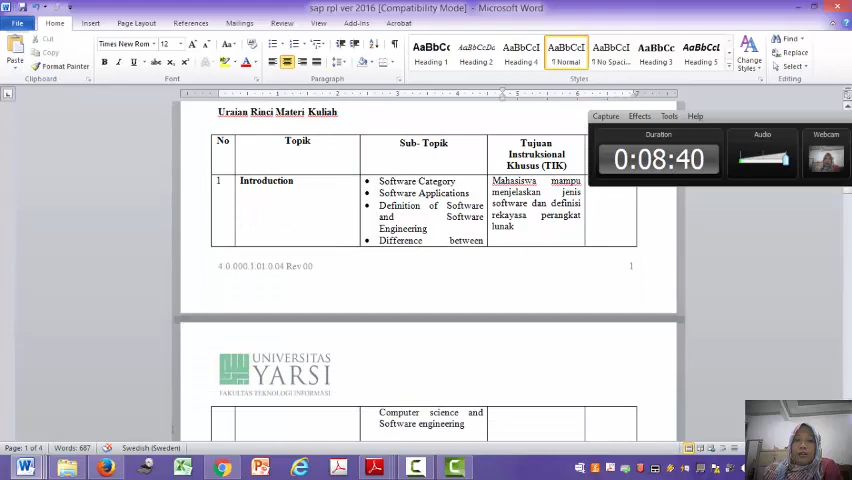 sap rpl ver 2016 [Compatibility Mode] - Microsoft Word
File Home Insert Page Layout References Mailings Review View Add-Ins Acrobat
Cut
Copy
Format Painter
Paste
Clipboard
Times New Rom 12
Font
Paragraph
AaBbCc AaBbCcDc AaBbCcI AaBbCcI AaBbCcI AaBbCc AaBbCcL
Heading 1 Heading 2 Heading 4 ¶ Normal ¶ No Spaci... Heading 3 Heading 5
Styles
Change Styles
Find
Replace
Select
Editing
Capture Effects Tools Help
Duration
0:08:40
Audio
Webcam
Uraian Rinci Materi Kuliah
No Topik Sub- Topik Tujuan
Instruksional
Khusus (TIK)
1 Introduction
• Software Category
• Software Applications
• Definition of Software
and Software
Engineering
• Difference between
Mahasiswa mampu
menjelaskan jenis
software dan definisi
rekayasa perangkat
lunak
4.0.000.1.01.0.04 Rev 00 1
UNIVERSITAS
YARSI
FAKULTAS TEKNOLOGI INFORMASI
Computer science and
Software engineering
Page: 1 of 4 Words: 687 Swedish (Sweden)